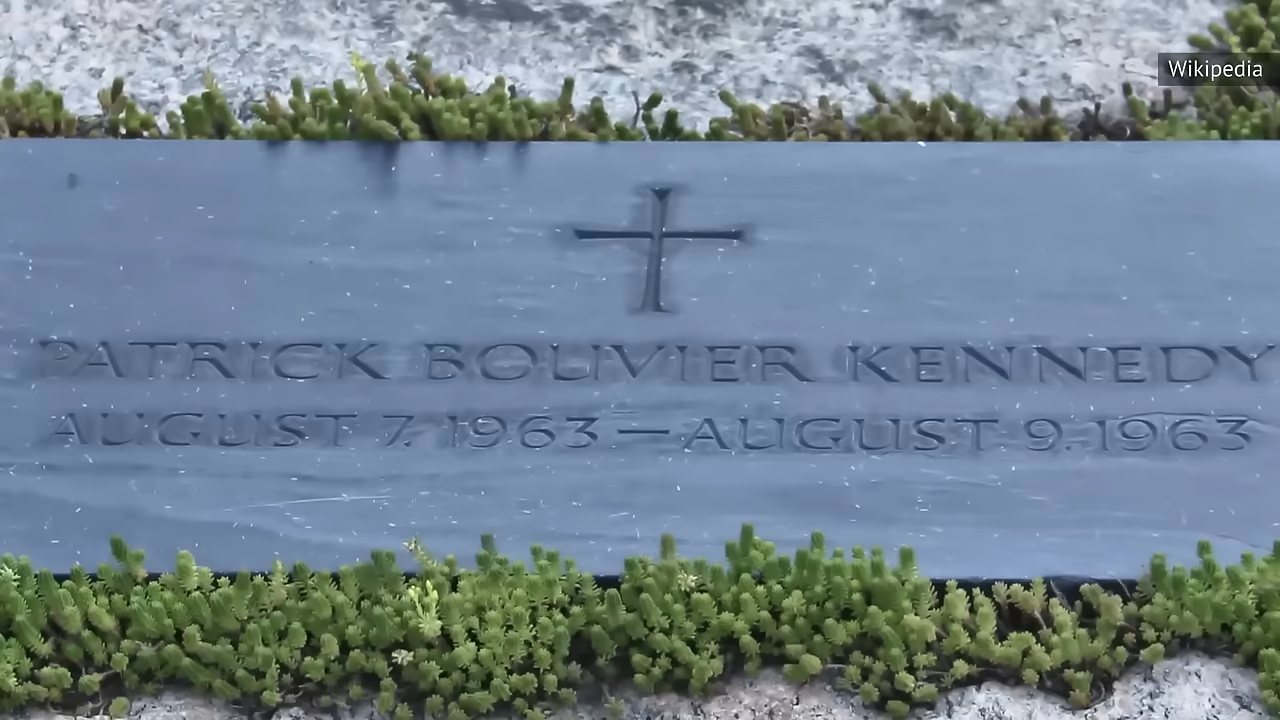 Wikipedia
PATRICK BOUVIER KENNEDY
AUGUST 7. 1963 — AUGUST 9. 1963